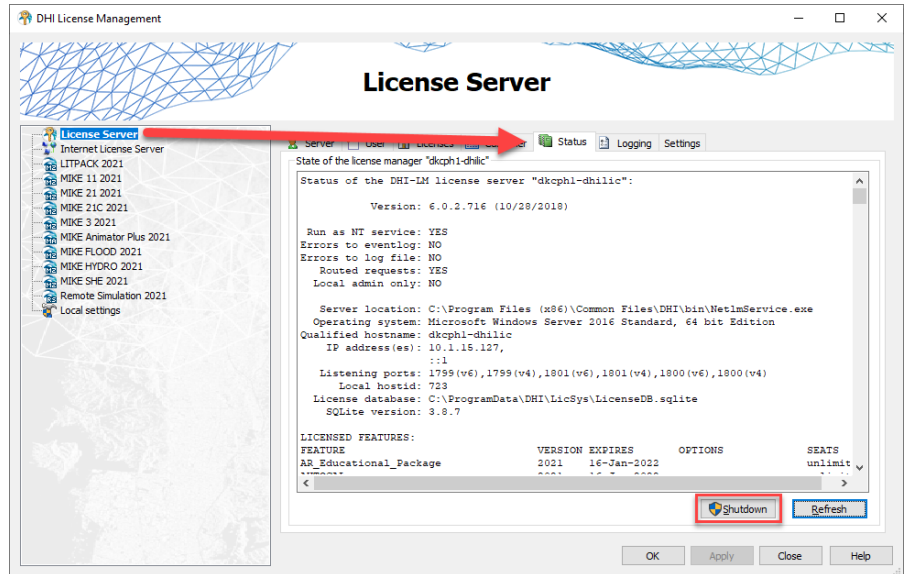 DHI License Management
License Server
License Server
Internet License Server
LITPACK 2021
MIKE 11 2021
MIKE 21 2021
MIKE 21C 2021
MIKE 3 2021
MIKE Animator Plus 2021
MIKE FLOOD 2021
MIKE HYDRO 2021
MIKE SHE 2021
Remote Simulation 2021
Local settings
Server User Licenses Status Logging Settings
State of the license manager "dkcph1-dhilic"
Status of the DHI-LM license server "dkcph1-dhilic":
Version: 6.0.2.716 (10/28/2018)
Run as NT service: YES
Errors to eventlog: NO
Errors to log file: NO
Routed requests: YES
Local admin only: NO
Server location: C:\Program Files (x86)\Common Files\DHI\bin\NetlmService.exe
Operating system: Microsoft Windows Server 2016 Standard, 64 bit Edition
Qualified hostname: dkcph1-dhilic
IP address(es): 10.1.15.127,
::1
Listening ports: 1799(v6),1799(v4),1801(v6),1801(v4),1800(v6),1800(v4)
Local hostid: 723
License database: C:\ProgramData\DHI\LicSys\LicenseDB.sqlite
SQLite version: 3.8.7
LICENSED FEATURES:
FEATURE VERSION EXPIRES OPTIONS SEATS
AR_Educational_Package 2021 16-Jan-2022 unlimit
Shutdown Refresh
OK Apply Close Help